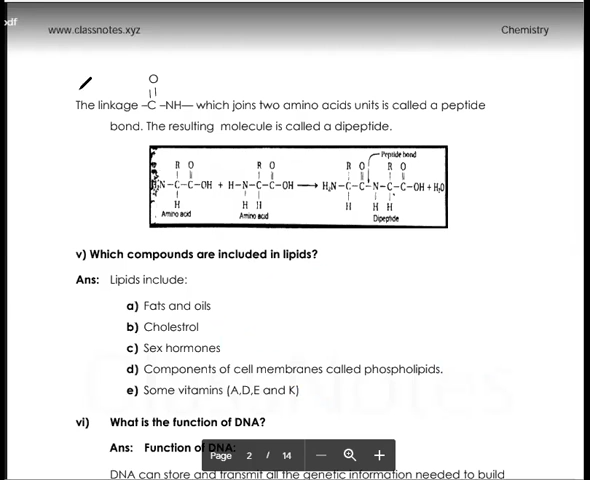 pdf
www.classnotes.xyz Chemistry
O
The linkage –C –NH— which joins two amino acids units is called a peptide
bond. The resulting molecule is called a dipeptide.
Peptide bond
R O R O R O R O
H₂N–C–C–OH + H–N–C–C–OH ⟶ H₂N–C–C–N–C–C–OH + H₂O
H H H H H H
Amino acid Amino acid Dipeptide
v) Which compounds are included in lipids?
Ans: Lipids include:
a) Fats and oils
b) Cholestrol
c) Sex hormones
d) Components of cell membranes called phospholipids.
e) Some vitamins (A,D,E and K)
ClassNotes
vi) What is the function of DNA?
Ans: Function of DNA:
Page 2 / 14 — +
DNA can store and transmit all the genetic information needed to build